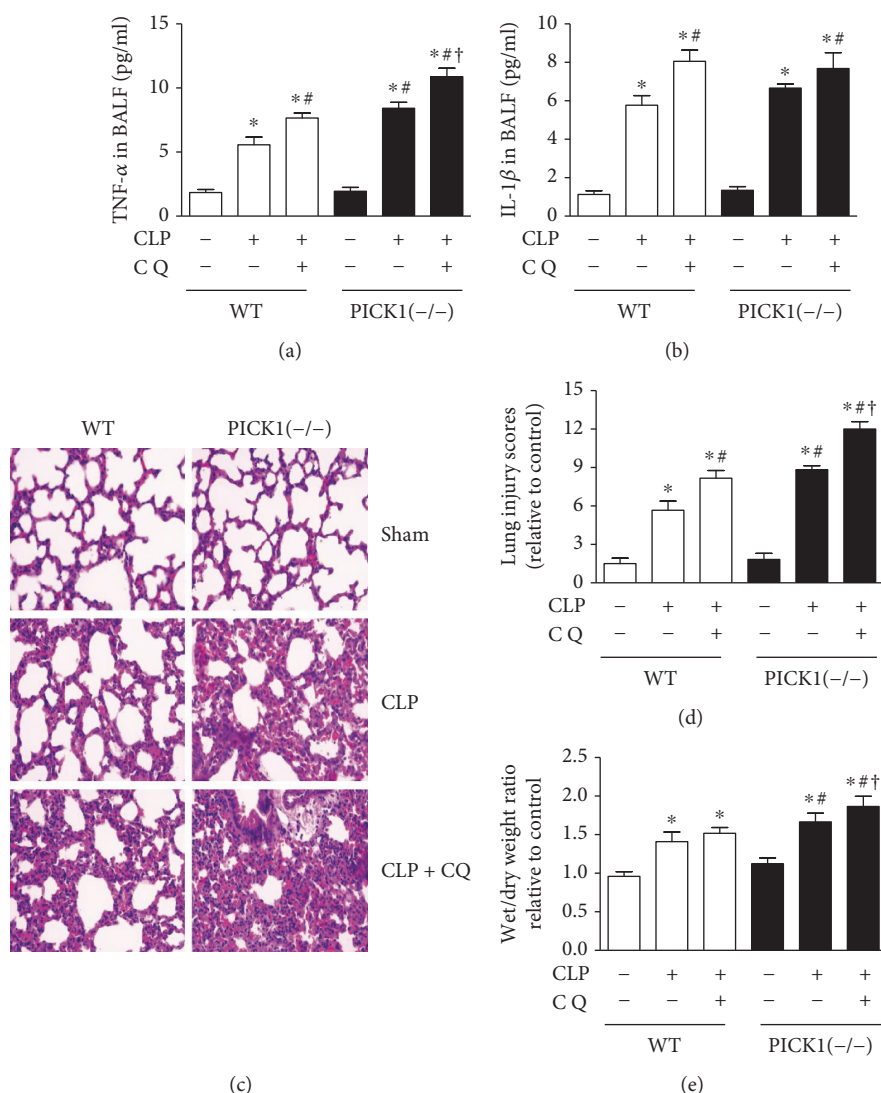 TNF-α in BALF (pg/ml)
15
10
5
0
*
*#
*#
*#†
CLP − + + − + +
C Q − − + − − +
WT PICK1(−/−)
(a)
IL-1β in BALF (pg/ml)
10
8
6
4
2
0
*
*#
*
*#
CLP − + + − + +
C Q − − + − − +
WT PICK1(−/−)
(b)
WT PICK1(−/−)
Sham
CLP
CLP + CQ
(c)
Lung injury scores
(relative to control)
15
12
9
6
3
0
*
*#
*#
*#†
CLP − + + − + +
C Q − − + − − +
WT PICK1(−/−)
(d)
Wet/dry weight ratio
relative to control
2.5
2.0
1.5
1.0
0.5
0.0
*
*
*#
*#†
CLP − + + − + +
C Q − − + − − +
WT PICK1(−/−)
(e)